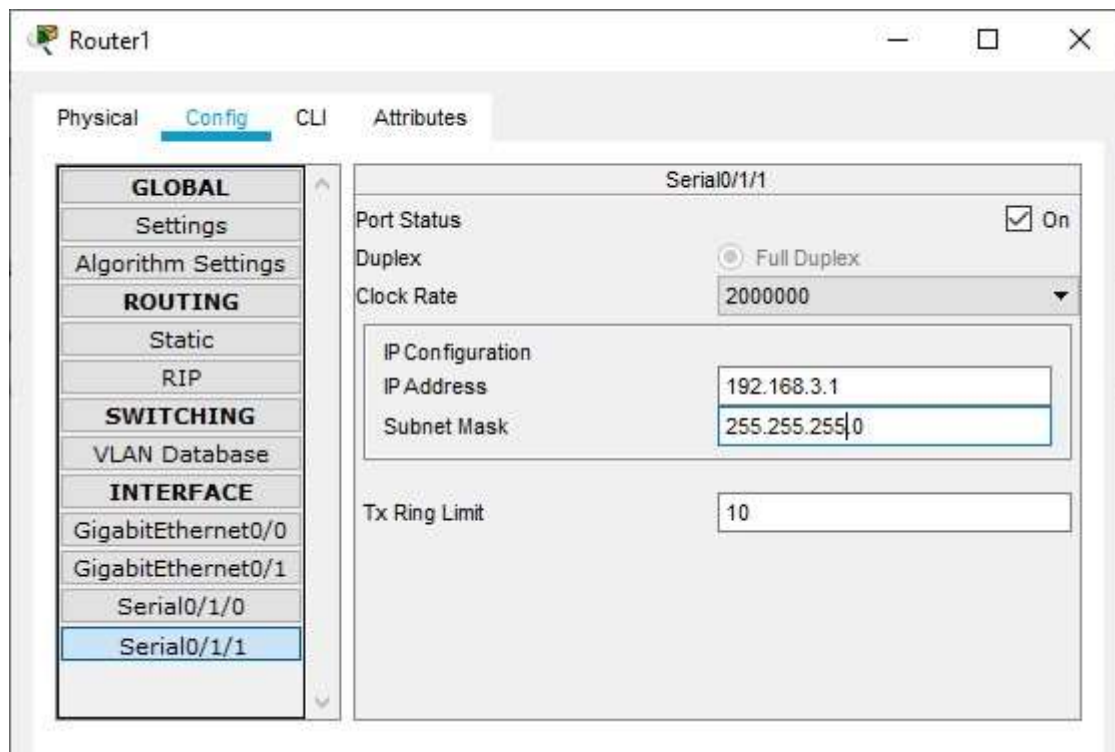 Router1
Physical Config CLI Attributes
GLOBAL
Settings
Algorithm Settings
ROUTING
Static
RIP
SWITCHING
VLAN Database
INTERFACE
GigabitEthernet0/0
GigabitEthernet0/1
Serial0/1/0
Serial0/1/1
Serial0/1/1
Port Status On
Duplex Full Duplex
Clock Rate 2000000
IP Configuration
IP Address 192.168.3.1
Subnet Mask 255.255.255.0
Tx Ring Limit 10